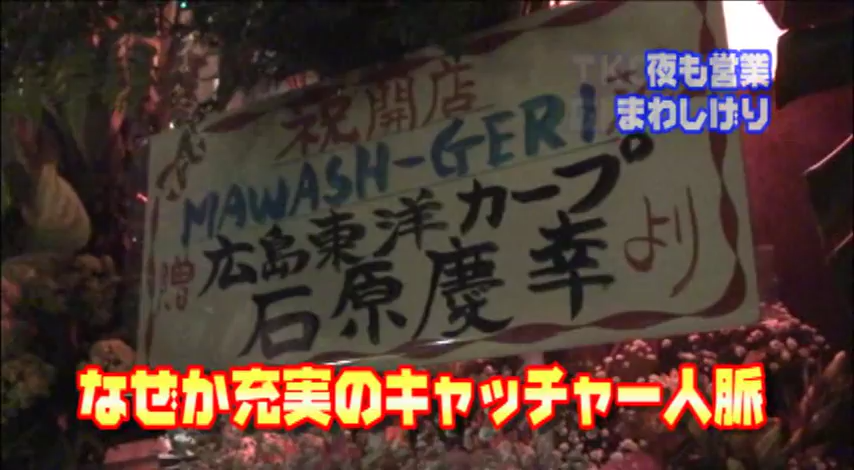 夜も営業
まわしげり
祝開店
MAWASH-GERI
広島東洋カープ
贈
石原慶幸
より
なぜか充実のキャッチャー人脈